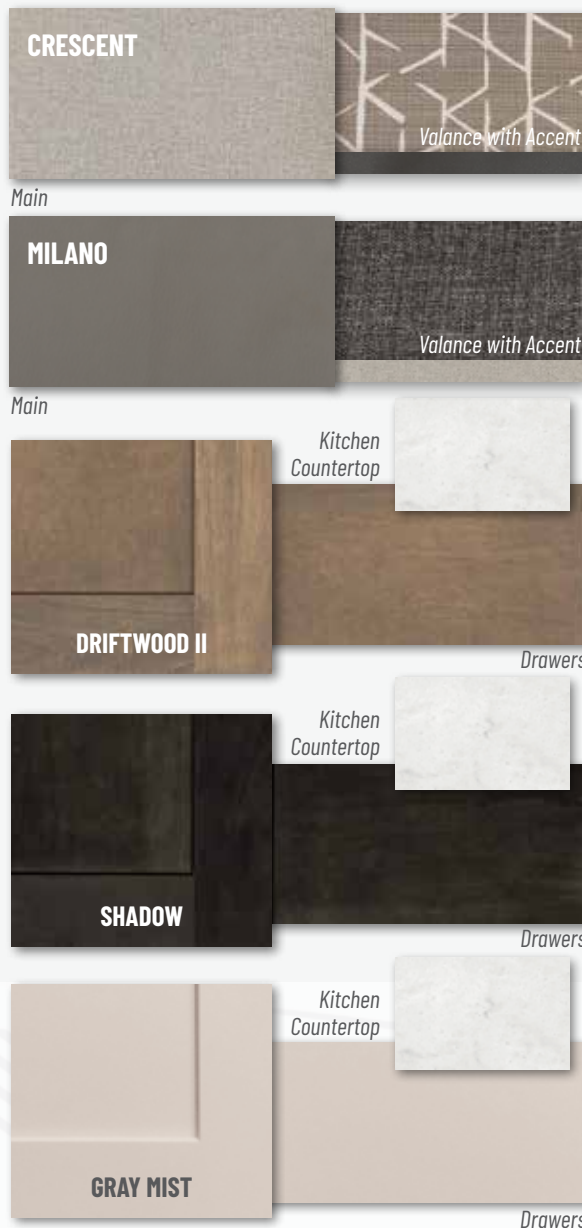 CRESCENT
Valance with Accent
Main
MILANO
Valance with Accent
Main
Kitchen
Countertop
DRIFTWOOD II
Drawers
Kitchen
Countertop
SHADOW
Drawers
Kitchen
Countertop
GRAY MIST
Drawers